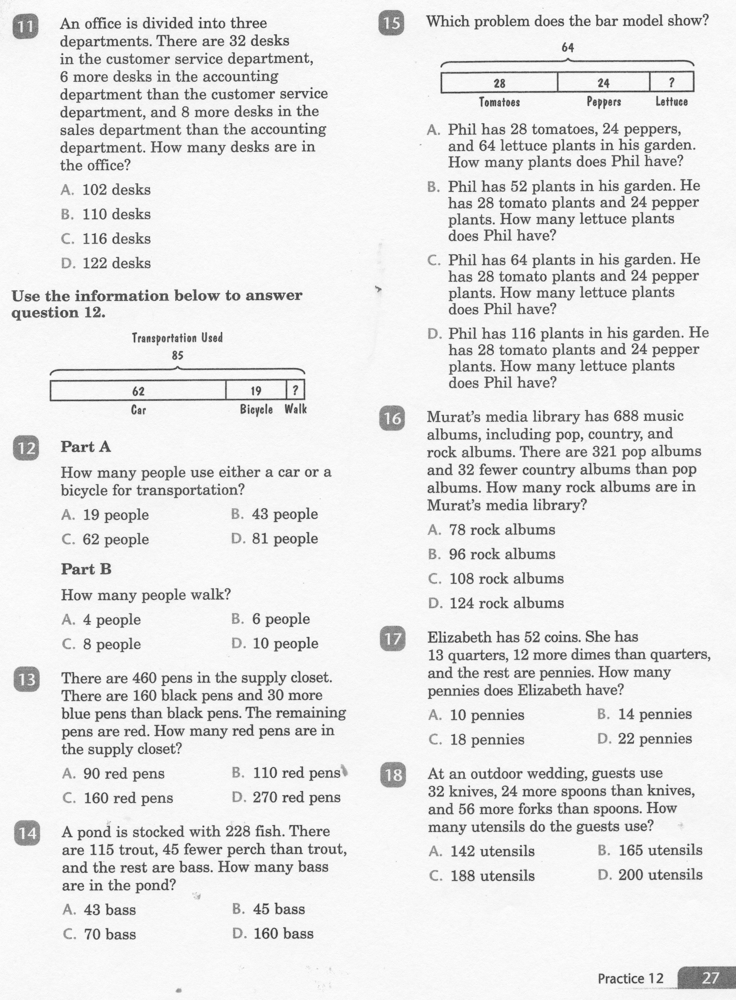 11
An office is divided into three
departments. There are 32 desks
in the customer service department,
6 more desks in the accounting
department than the customer service
department, and 8 more desks in the
sales department than the accounting
department. How many desks are in
the office?
A. 102 desks
B. 110 desks
C. 116 desks
D. 122 desks
Use the information below to answer
question 12.
Transportation Used
85
62 19 ?
Car Bicycle Walk
12 Part A
How many people use either a car or a
bicycle for transportation?
A. 19 people B. 43 people
C. 62 people D. 81 people
Part B
How many people walk?
A. 4 people B. 6 people
C. 8 people D. 10 people
13 There are 460 pens in the supply closet.
There are 160 black pens and 30 more
blue pens than black pens. The remaining
pens are red. How many red pens are in
the supply closet?
A. 90 red pens B. 110 red pens
C. 160 red pens D. 270 red pens
14 A pond is stocked with 228 fish. There
are 115 trout, 45 fewer perch than trout,
and the rest are bass. How many bass
are in the pond?
A. 43 bass B. 45 bass
C. 70 bass D. 160 bass
15 Which problem does the bar model show?
64
28 24 ?
Tomatoes Peppers Lettuce
A. Phil has 28 tomatoes, 24 peppers,
and 64 lettuce plants in his garden.
How many plants does Phil have?
B. Phil has 52 plants in his garden. He
has 28 tomato plants and 24 pepper
plants. How many lettuce plants
does Phil have?
C. Phil has 64 plants in his garden. He
has 28 tomato plants and 24 pepper
plants. How many lettuce plants
does Phil have?
D. Phil has 116 plants in his garden. He
has 28 tomato plants and 24 pepper
plants. How many lettuce plants
does Phil have?
16 Murat's media library has 688 music
albums, including pop, country, and
rock albums. There are 321 pop albums
and 32 fewer country albums than pop
albums. How many rock albums are in
Murat's media library?
A. 78 rock albums
B. 96 rock albums
C. 108 rock albums
D. 124 rock albums
17 Elizabeth has 52 coins. She has
13 quarters, 12 more dimes than quarters,
and the rest are pennies. How many
pennies does Elizabeth have?
A. 10 pennies B. 14 pennies
C. 18 pennies D. 22 pennies
18 At an outdoor wedding, guests use
32 knives, 24 more spoons than knives,
and 56 more forks than spoons. How
many utensils do the guests use?
A. 142 utensils B. 165 utensils
C. 188 utensils D. 200 utensils
Practice 12 27